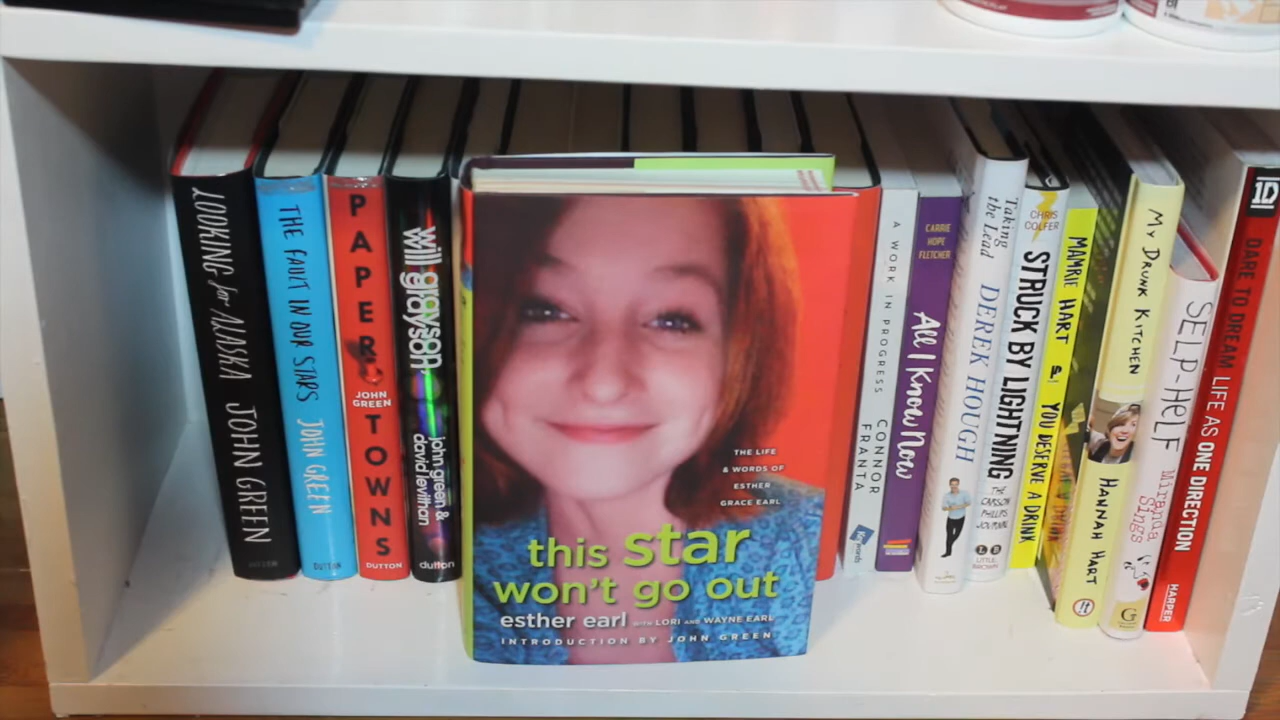 LOOKING for ALASKA JOHN GREEN
THE FAULT IN OUR STARS JOHN GREEN
DUTTON
PAPER TOWNS
JOHN GREEN
DUTTON
will grayson
john green &
david levithan
dutton
THE LIFE
& WORDS OF
ESTHER
GRACE EARL
this star
won't go out
esther earl WITH LORI AND WAYNE EARL
INTRODUCTION BY JOHN GREEN
A WORK IN PROGRESS CONNOR FRANTA
Keywords
CARRIE
HOPE
FLETCHER
All I Know Now
Taking
the Lead
DEREK HOUGH
CHRIS
COLFER
STRUCK BY LIGHTNING
THE
CARSON
PHILLIPS
JOURNAL
LITTLE
BROWN
MAMRIE HART & YOU DESERVE A DRINK
MY DRUNK KITCHEN
HANNAH HART
it
SELP-HELF
Miranda
Sings
G
1D
DARE TO DREAM LIFE AS ONE DIRECTION
HARPER